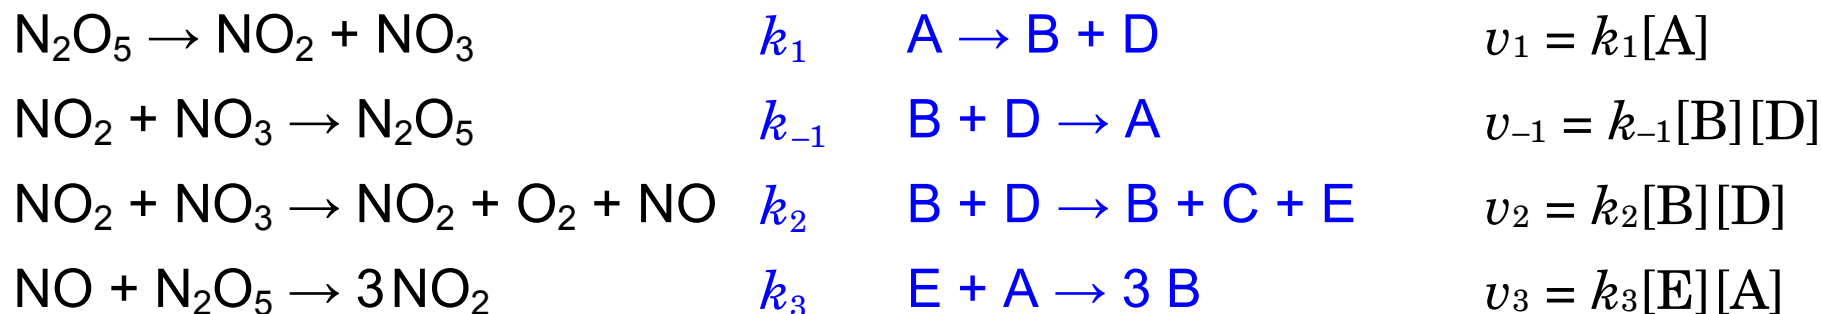 N₂O₅ → NO₂ + NO₃ k₁ A → B + D v₁ = k₁[A]
NO₂ + NO₃ → N₂O₅ k₋₁ B + D → A v₋₁ = k₋₁[B][D]
NO₂ + NO₃ → NO₂ + O₂ + NO k₂ B + D → B + C + E v₂ = k₂[B][D]
NO + N₂O₅ → 3 NO₂ k₃ E + A → 3 B v₃ = k₃[E][A]